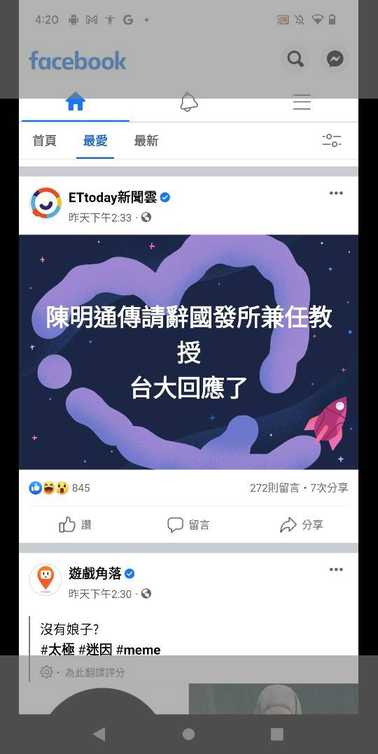 4:20
facebook
首頁 最愛 最新
ETtoday新聞雲
昨天下午2:33
陳明通傳請辭國發所兼任教
授
台大回應了
845 272則留言・7次分享
讚 留言 分享
遊戲角落
昨天下午2:30
沒有娘子?
#太極 #迷因 #meme
為此翻譯評分